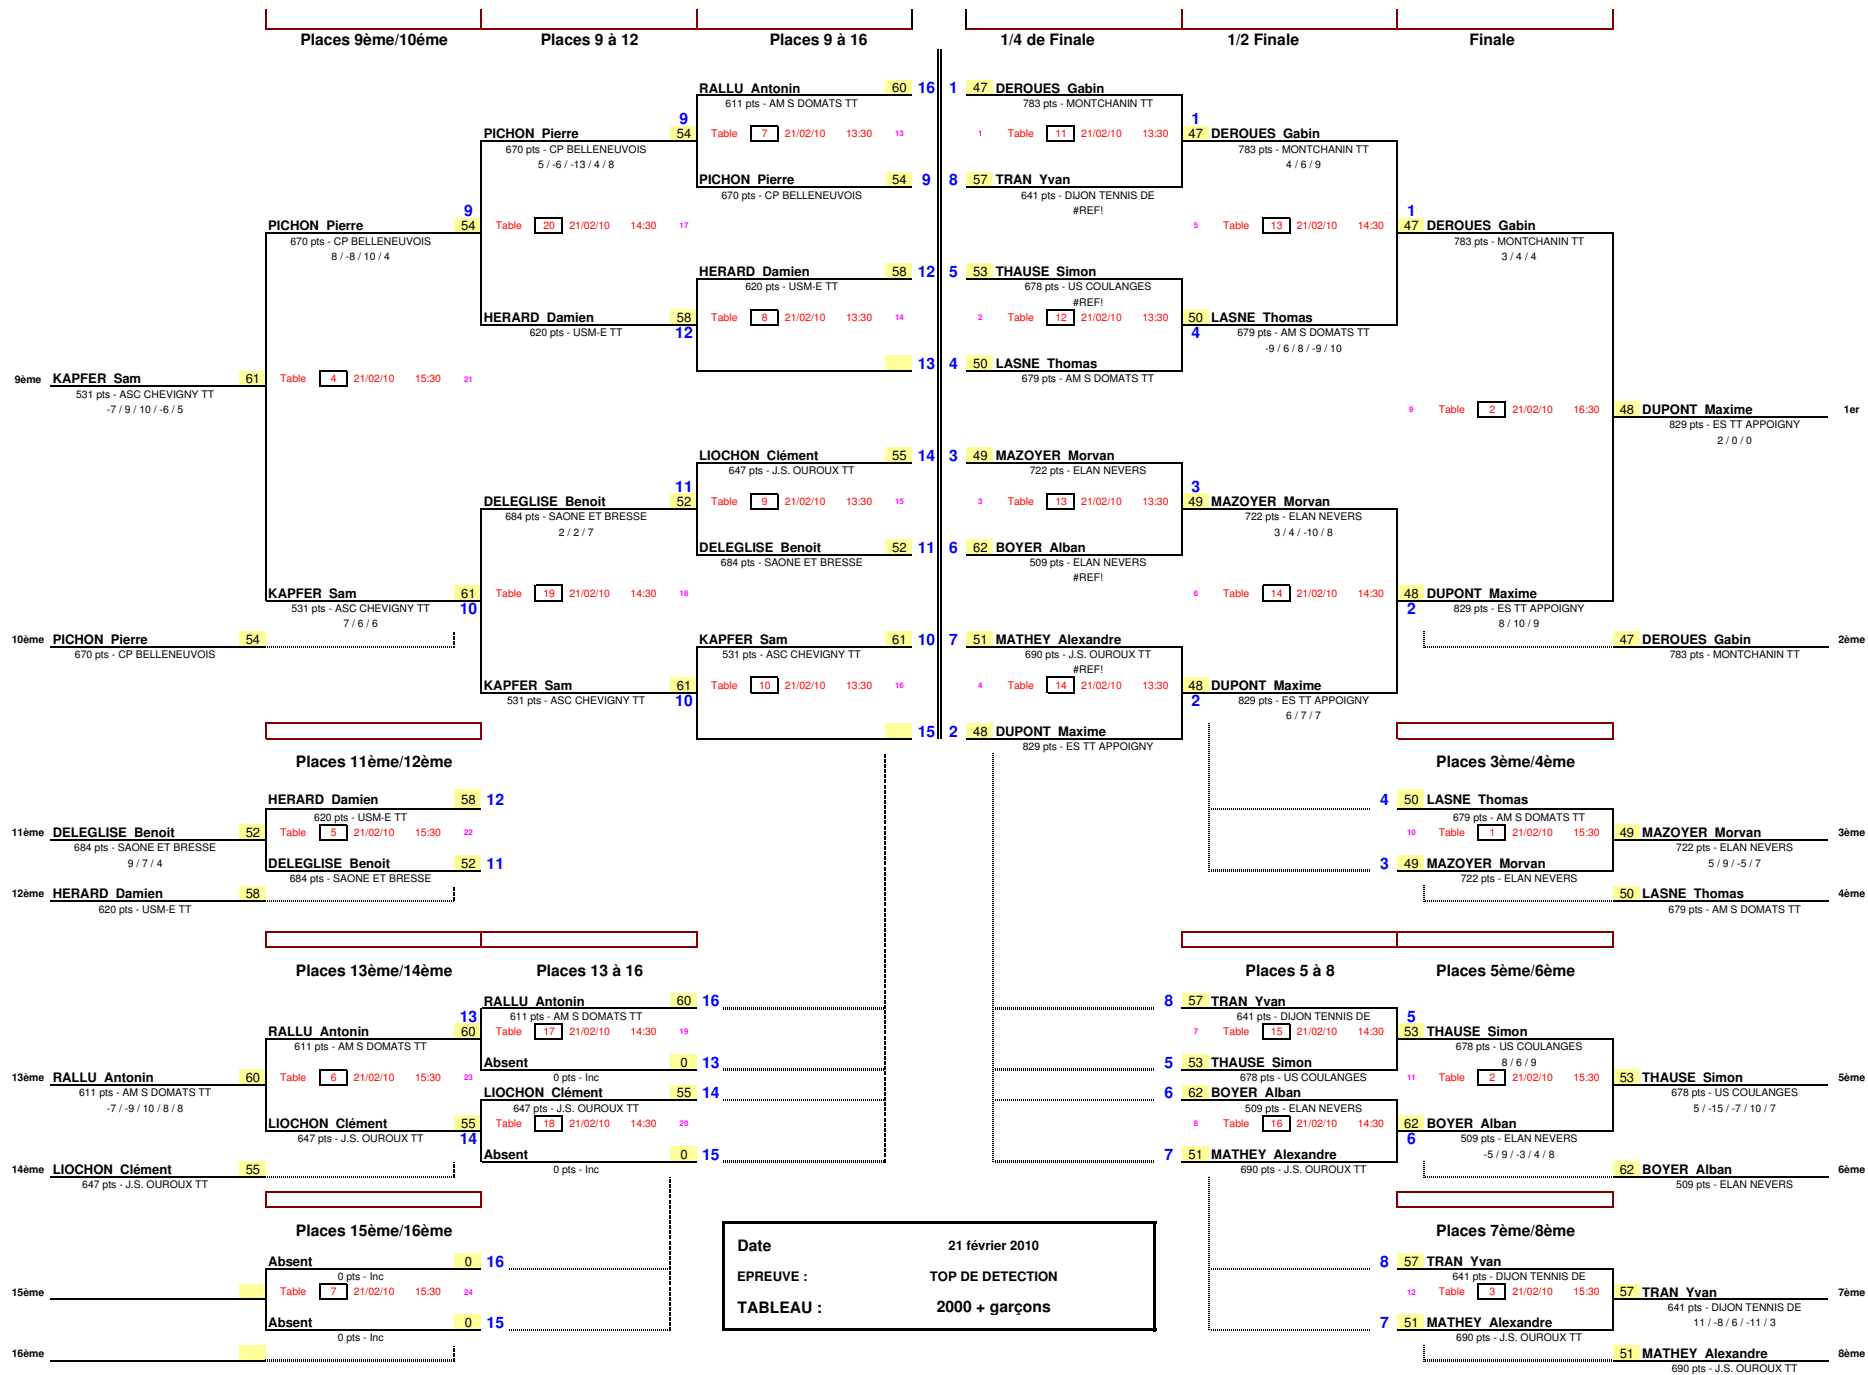 Places 9ème/10éme Places 9 à 12 Places 9 à 16 1/4 de Finale 1/2 Finale Finale
RALLU Antonin 60 16 1 47 DEROUES Gabin
611 pts - AM S DOMATS TT 783 pts - MONTCHANIN TT
9 1
PICHON Pierre 54 Table 7 21/02/10 13:30 13 1 Table 11 21/02/10 13:30 47 DEROUES Gabin
670 pts - CP BELLENEUVOIS 783 pts - MONTCHANIN TT
5 / -6 / -13 / 4 / 8 4 / 6 / 9
PICHON Pierre 54 9 8 57 TRAN Yvan
670 pts - CP BELLENEUVOIS 641 pts - DIJON TENNIS DE
9 #REF! 1
PICHON Pierre 54 Table 20 21/02/10 14:30 17 5 Table 13 21/02/10 14:30 47 DEROUES Gabin
670 pts - CP BELLENEUVOIS 783 pts - MONTCHANIN TT
8 / -8 / 10 / 4 3 / 4 / 4
HERARD Damien 58 12 5 53 THAUSE Simon
620 pts - USM-E TT 678 pts - US COULANGES
#REF!
HERARD Damien 58 Table 8 21/02/10 13:30 14 2 Table 12 21/02/10 13:30 50 LASNE Thomas
620 pts - USM-E TT 12 4 679 pts - AM S DOMATS TT
-9 / 6 / 8 / -9 / 10
13 4 50 LASNE Thomas
9ème KAPFER Sam 61 Table 4 21/02/10 15:30 21 679 pts - AM S DOMATS TT
531 pts - ASC CHEVIGNY TT
-7 / 9 / 10 / -6 / 5 9 Table 2 21/02/10 16:30 48 DUPONT Maxime 1er
829 pts - ES TT APPOIGNY
2 / 0 / 0
LIOCHON Clément 55 14 3 49 MAZOYER Morvan
647 pts - J.S. OUROUX TT 722 pts - ELAN NEVERS
11 3
DELEGLISE Benoit 52 Table 9 21/02/10 13:30 15 3 Table 13 21/02/10 13:30 49 MAZOYER Morvan
684 pts - SAONE ET BRESSE 722 pts - ELAN NEVERS
2 / 2 / 7 3 / 4 / -10 / 8
DELEGLISE Benoit 52 11 6 62 BOYER Alban
684 pts - SAONE ET BRESSE 509 pts - ELAN NEVERS
#REF!
KAPFER Sam 61 Table 19 21/02/10 14:30 18 6 Table 14 21/02/10 14:30 48 DUPONT Maxime
531 pts - ASC CHEVIGNY TT 10 2 829 pts - ES TT APPOIGNY
7 / 6 / 6 8 / 10 / 9
10ème PICHON Pierre 54 KAPFER Sam 61 10 7 51 MATHEY Alexandre 47 DEROUES Gabin 2ème
670 pts - CP BELLENEUVOIS 531 pts - ASC CHEVIGNY TT 690 pts - J.S. OUROUX TT 783 pts - MONTCHANIN TT
#REF!
KAPFER Sam 61 Table 10 21/02/10 13:30 16 4 Table 14 21/02/10 13:30 48 DUPONT Maxime
531 pts - ASC CHEVIGNY TT 10 2 829 pts - ES TT APPOIGNY
6 / 7 / 7
15 2 48 DUPONT Maxime
829 pts - ES TT APPOIGNY
Places 11ème/12ème Places 3ème/4ème
HERARD Damien 58 12 4 50 LASNE Thomas
620 pts - USM-E TT 679 pts - AM S DOMATS TT
11ème DELEGLISE Benoit 52 Table 5 21/02/10 15:30 22 10 Table 1 21/02/10 15:30 49 MAZOYER Morvan 3ème
684 pts - SAONE ET BRESSE 722 pts - ELAN NEVERS
9 / 7 / 4 DELEGLISE Benoit 52 11 3 49 MAZOYER Morvan 5 / 9 / -5 / 7
684 pts - SAONE ET BRESSE 722 pts - ELAN NEVERS
12ème HERARD Damien 58 50 LASNE Thomas 4ème
620 pts - USM-E TT 679 pts - AM S DOMATS TT
Places 13ème/14ème Places 13 à 16 Places 5 à 8 Places 5ème/6ème
RALLU Antonin 60 16 8 57 TRAN Yvan
13 611 pts - AM S DOMATS TT 641 pts - DIJON TENNIS DE 5
RALLU Antonin 60 Table 17 21/02/10 14:30 19 7 Table 15 21/02/10 14:30 53 THAUSE Simon
611 pts - AM S DOMATS TT 678 pts - US COULANGES
Absent 0 13 5 53 THAUSE Simon 8 / 6 / 9
13ème RALLU Antonin 60 Table 6 21/02/10 15:30 23 0 pts - Inc 678 pts - US COULANGES 11 Table 2 21/02/10 15:30 53 THAUSE Simon 5ème
611 pts - AM S DOMATS TT LIOCHON Clément 55 14 6 62 BOYER Alban 678 pts - US COULANGES
-7 / -9 / 10 / 8 / 8 647 pts - J.S. OUROUX TT 509 pts - ELAN NEVERS 5 / -15 / -7 / 10 / 7
LIOCHON Clément 55 Table 18 21/02/10 14:30 20 8 Table 16 21/02/10 14:30 62 BOYER Alban
647 pts - J.S. OUROUX TT 14 6 509 pts - ELAN NEVERS
Absent 0 15 7 51 MATHEY Alexandre -5 / 9 / -3 / 4 / 8
14ème LIOCHON Clément 55 0 pts - Inc 690 pts - J.S. OUROUX TT 62 BOYER Alban 6ème
647 pts - J.S. OUROUX TT 509 pts - ELAN NEVERS
Places 15ème/16ème Places 7ème/8ème
Date 21 février 2010
Absent 0 16 8 57 TRAN Yvan
0 pts - Inc EPREUVE : TOP DE DETECTION 641 pts - DIJON TENNIS DE
15ème Table 7 21/02/10 15:30 24 12 Table 3 21/02/10 15:30 57 TRAN Yvan 7ème
TABLEAU : 2000 + garçons 641 pts - DIJON TENNIS DE
Absent 0 15 7 51 MATHEY Alexandre 11 / -8 / 6 / -11 / 3
0 pts - Inc 690 pts - J.S. OUROUX TT
16ème 51 MATHEY Alexandre 8ème
690 pts - J.S. OUROUX TT